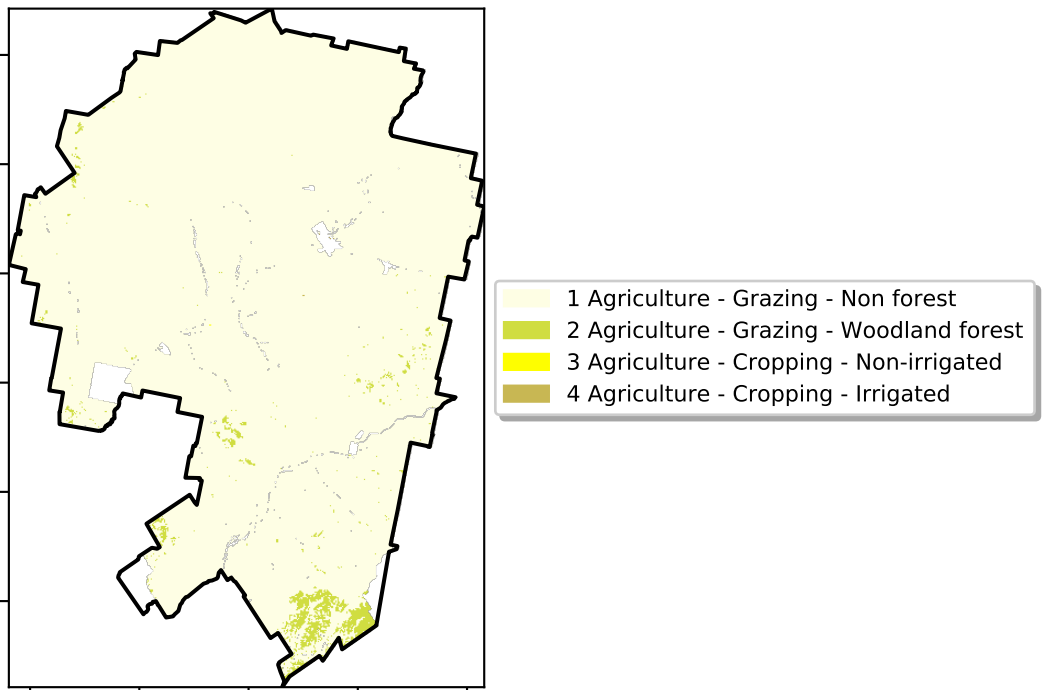 1 Agriculture - Grazing - Non forest
2 Agriculture - Grazing - Woodland forest
3 Agriculture - Cropping - Non-irrigated
4 Agriculture - Cropping - Irrigated